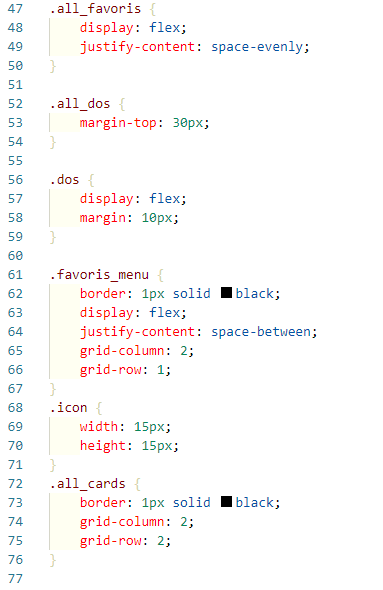 47 .all_favoris {
48     display: flex;
49     justify-content: space-evenly;
50 }
51
52 .all_dos {
53     margin-top: 30px;
54 }
55
56 .dos {
57     display: flex;
58     margin: 10px;
59 }
60
61 .favoris_menu {
62     border: 1px solid black;
63     display: flex;
64     justify-content: space-between;
65     grid-column: 2;
66     grid-row: 1;
67 }
68 .icon {
69     width: 15px;
70     height: 15px;
71 }
72 .all_cards {
73     border: 1px solid black;
74     grid-column: 2;
75     grid-row: 2;
76 }
77